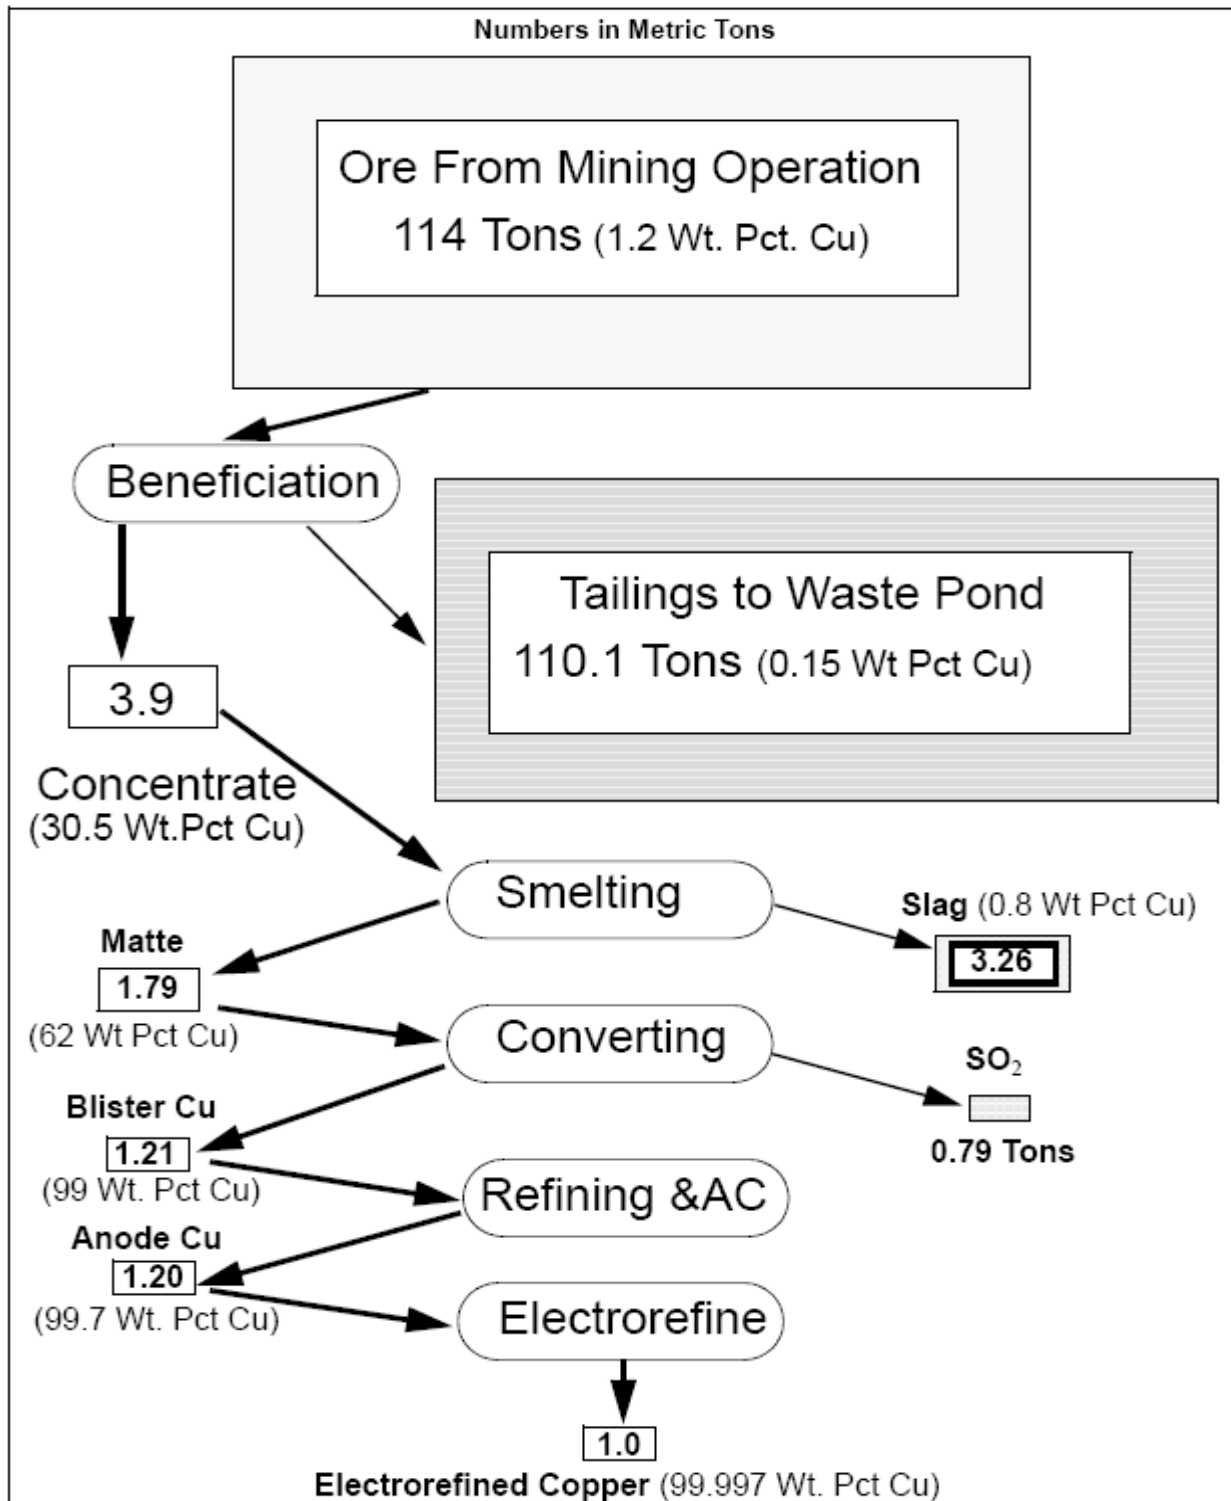 Numbers in Metric Tons
Ore From Mining Operation
114 Tons (1.2 Wt. Pct. Cu)
Beneficiation
Tailings to Waste Pond
110.1 Tons (0.15 Wt Pct Cu)
3.9
Concentrate
(30.5 Wt.Pct Cu)
Smelting
Slag (0.8 Wt Pct Cu)
3.26
Matte
1.79
(62 Wt Pct Cu)
Converting
SO₂
0.79 Tons
Blister Cu
1.21
(99 Wt. Pct Cu)
Refining &AC
Anode Cu
1.20
(99.7 Wt. Pct Cu)
Electrorefine
1.0
Electrorefined Copper (99.997 Wt. Pct Cu)